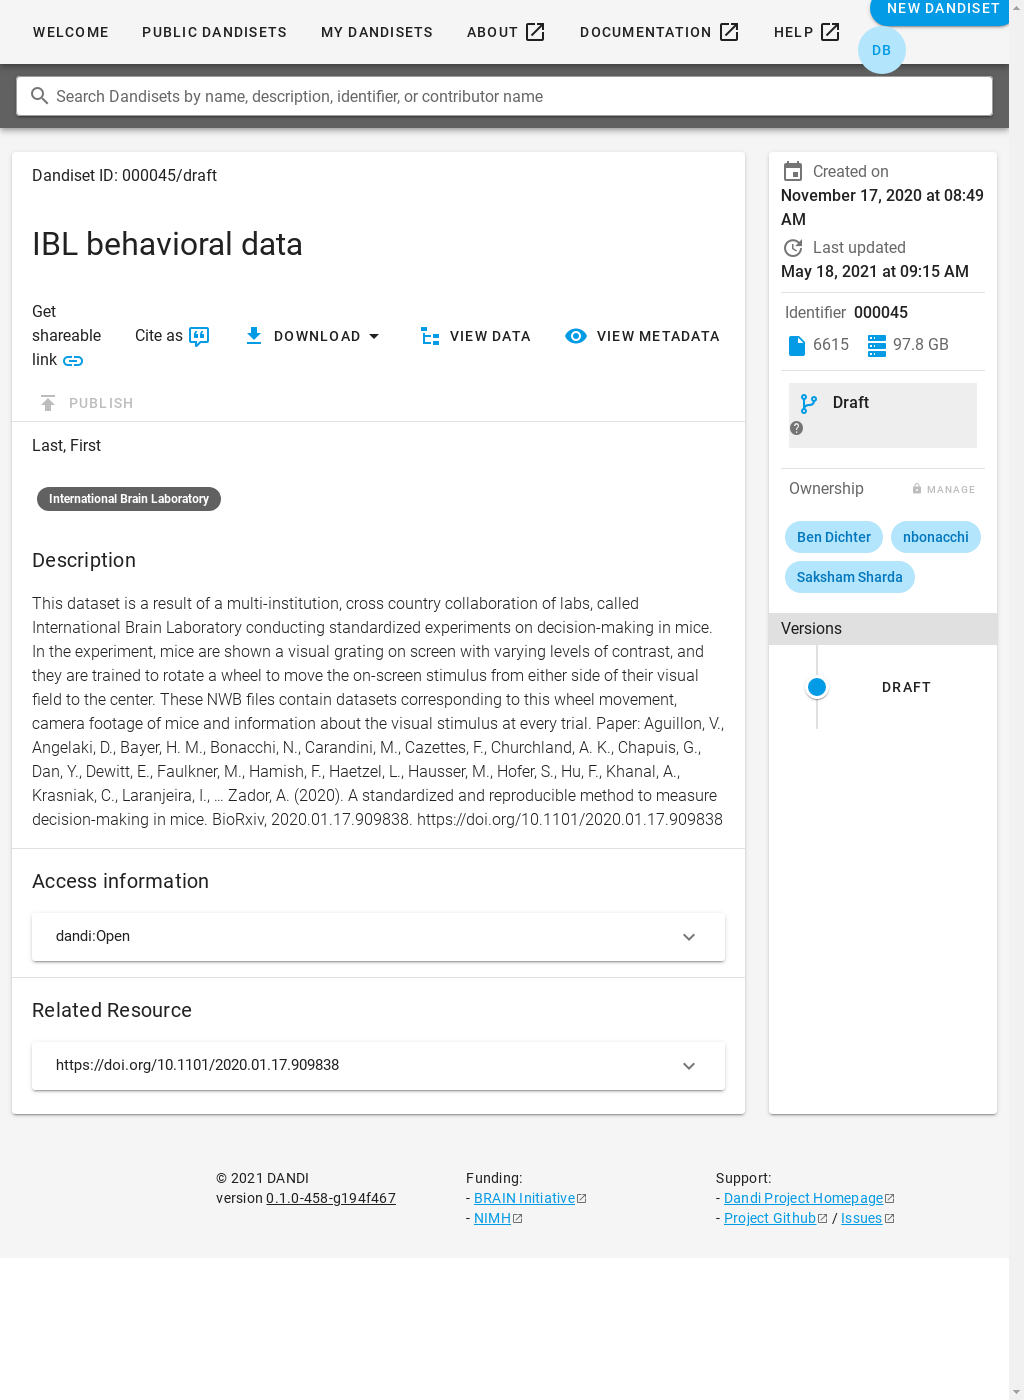 WELCOME PUBLIC DANDISETS MY DANDISETS ABOUT DOCUMENTATION HELP NEW DANDISET
DB
Search Dandisets by name, description, identifier, or contributor name
Dandiset ID: 000045/draft
IBL behavioral data
Get
shareable
link
Cite as
DOWNLOAD
VIEW DATA
VIEW METADATA
PUBLISH
Last, First
International Brain Laboratory
Description
This dataset is a result of a multi-institution, cross country collaboration of labs, called
International Brain Laboratory conducting standardized experiments on decision-making in mice.
In the experiment, mice are shown a visual grating on screen with varying levels of contrast, and
they are trained to rotate a wheel to move the on-screen stimulus from either side of their visual
field to the center. These NWB files contain datasets corresponding to this wheel movement,
camera footage of mice and information about the visual stimulus at every trial. Paper: Aguillon, V.,
Angelaki, D., Bayer, H. M., Bonacchi, N., Carandini, M., Cazettes, F., Churchland, A. K., Chapuis, G.,
Dan, Y., Dewitt, E., Faulkner, M., Hamish, F., Haetzel, L., Hausser, M., Hofer, S., Hu, F., Khanal, A.,
Krasniak, C., Laranjeira, I., … Zador, A. (2020). A standardized and reproducible method to measure
decision-making in mice. BioRxiv, 2020.01.17.909838. https://doi.org/10.1101/2020.01.17.909838
Access information
dandi:Open
Related Resource
https://doi.org/10.1101/2020.01.17.909838
Created on
November 17, 2020 at 08:49
AM
Last updated
May 18, 2021 at 09:15 AM
Identifier 000045
6615 97.8 GB
Draft
Ownership MANAGE
Ben Dichter nbonacchi
Saksham Sharda
Versions
DRAFT
© 2021 DANDI
version 0.1.0-458-g194f467
Funding:
- BRAIN Initiative
- NIMH
Support:
- Dandi Project Homepage
- Project Github / Issues